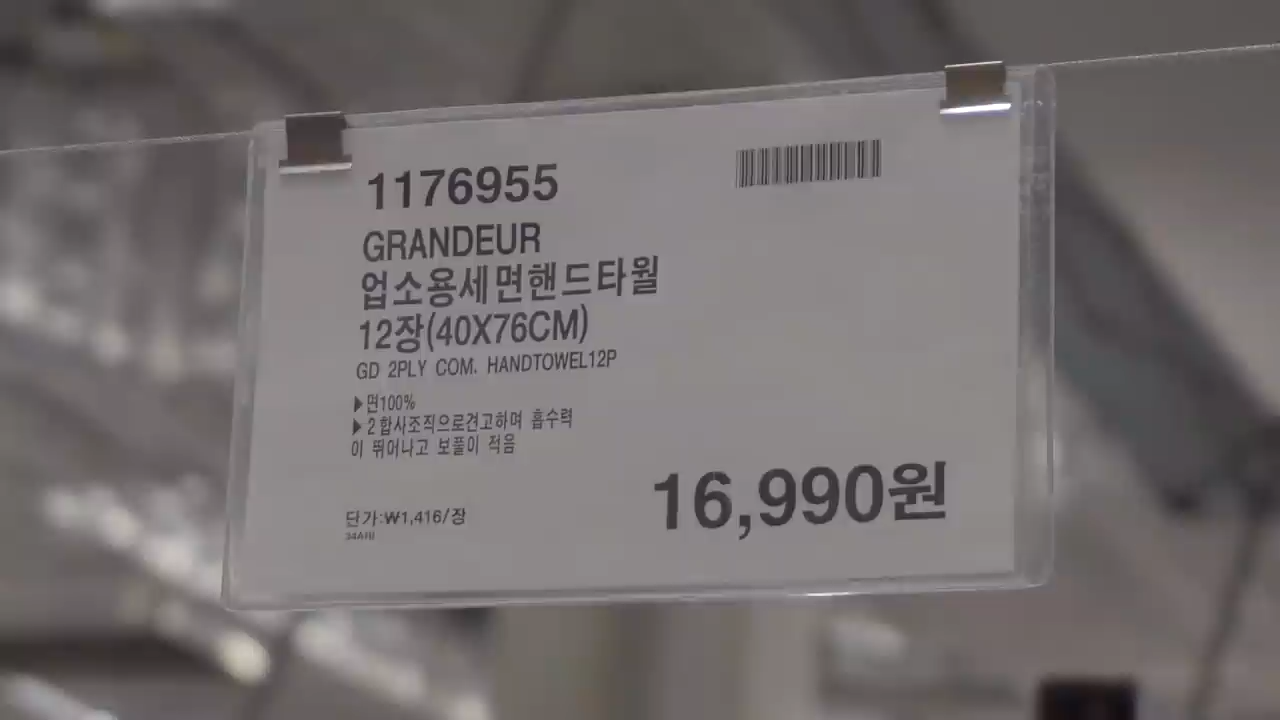 1176955
GRANDEUR
업소용세면핸드타월
12장(40X76CM)
GD 2PLY COM. HANDTOWEL12P
▶면100%
▶2합사조직으로견고하며 흡수력
이 뛰어나고 보풀이 적음
16,990원
단가:₩1,416/장